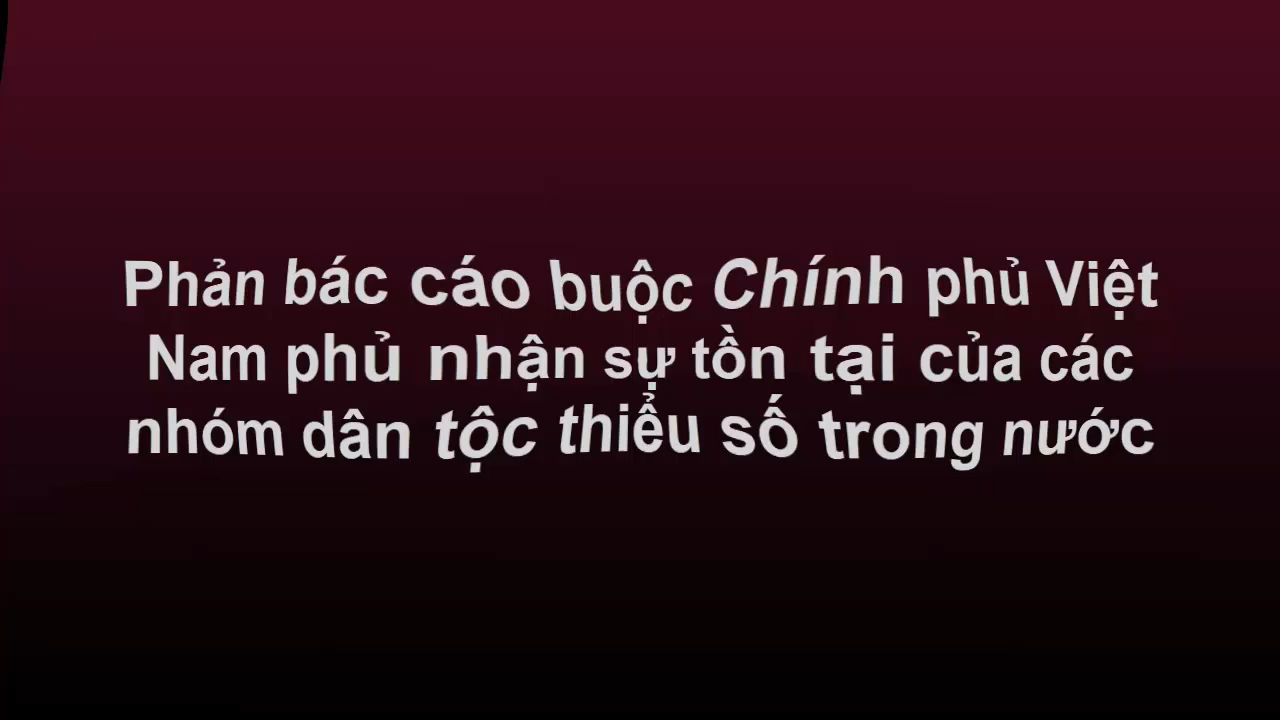 Phản bác cáo buộc Chính phủ Việt
Nam phủ nhận sự tồn tại của các
nhóm dân tộc thiểu số trong nước